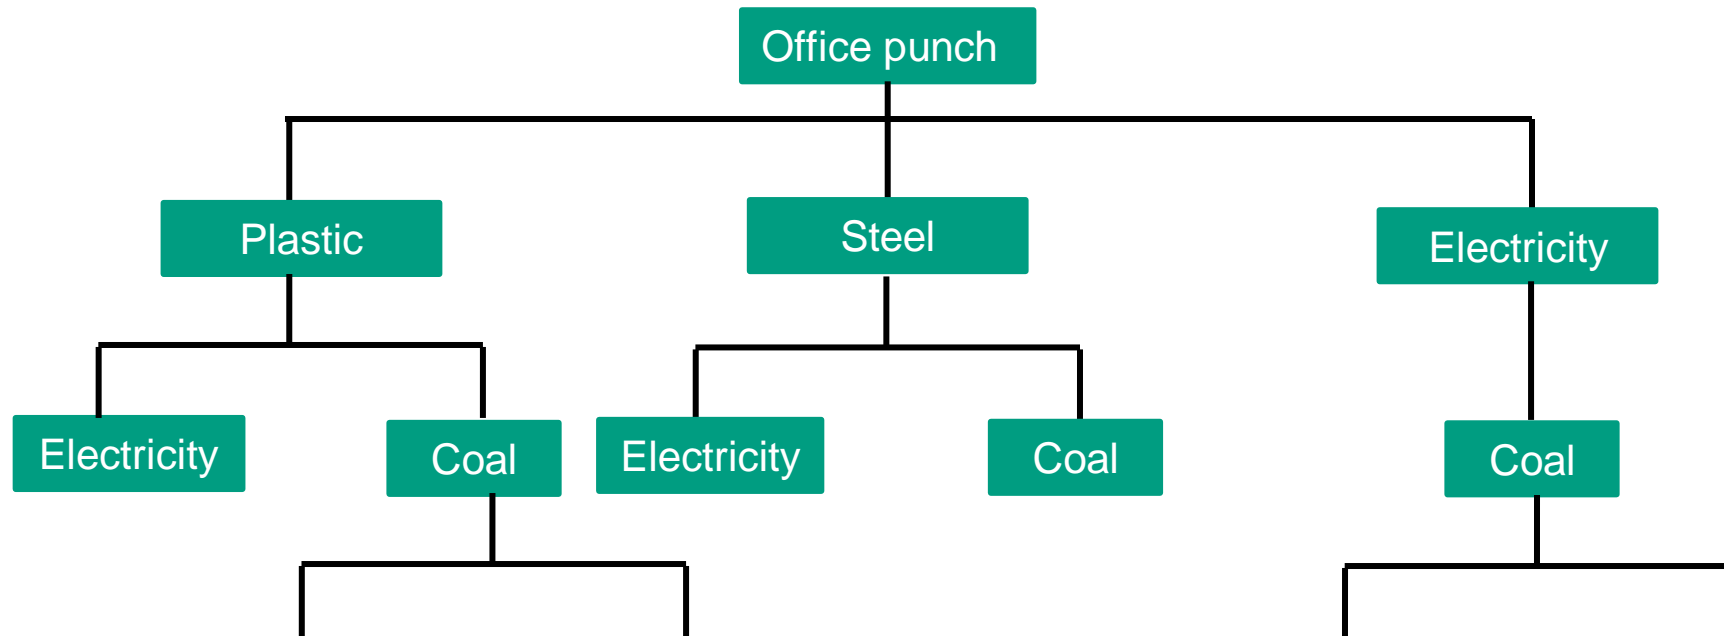 Office punch
Plastic
Steel
Electricity
Electricity
Coal
Electricity
Coal
Coal